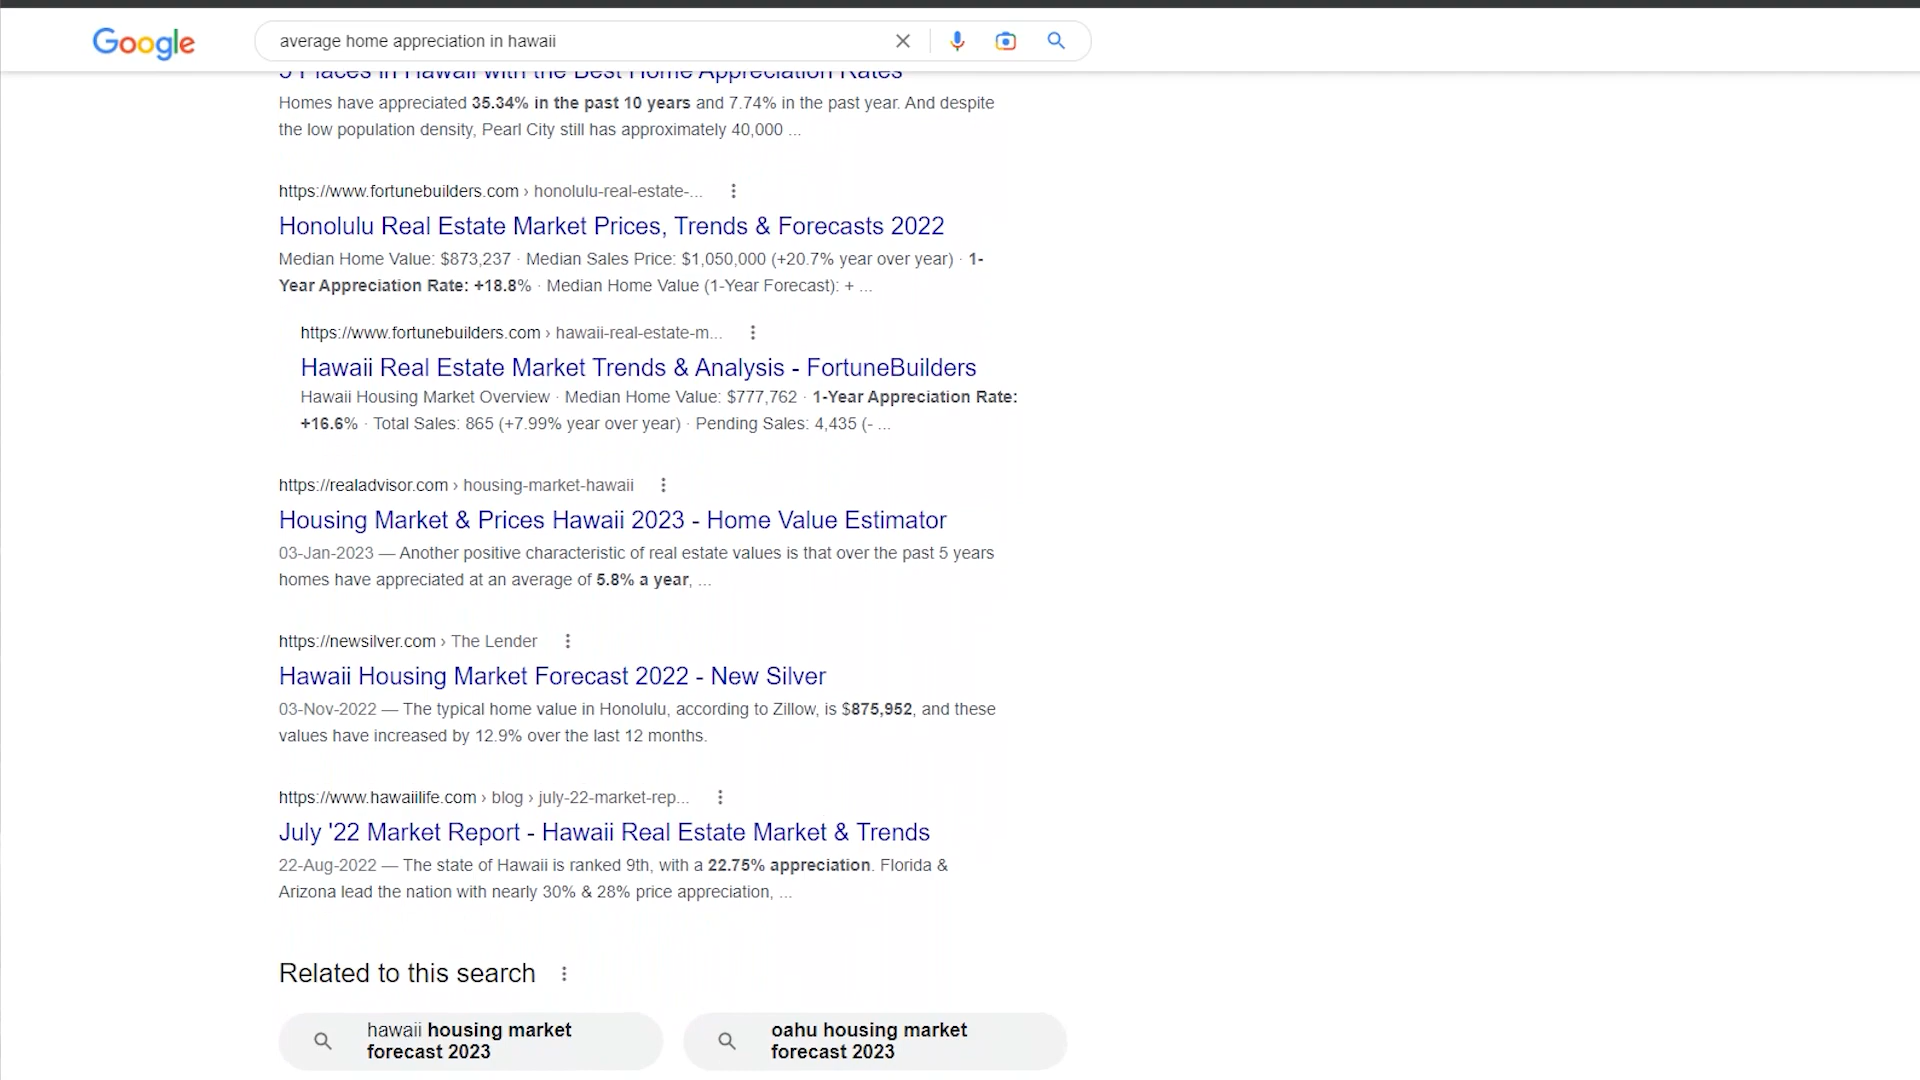 Google
average home appreciation in hawaii
5 Places in Hawaii with the Best Home Appreciation Rates
Homes have appreciated 35.34% in the past 10 years and 7.74% in the past year. And despite
the low population density, Pearl City still has approximately 40,000 ...
https://www.fortunebuilders.com › honolulu-real-estate-...
Honolulu Real Estate Market Prices, Trends & Forecasts 2022
Median Home Value: $873,237 · Median Sales Price: $1,050,000 (+20.7% year over year) · 1-
Year Appreciation Rate: +18.8% · Median Home Value (1-Year Forecast): + ...
https://www.fortunebuilders.com › hawaii-real-estate-m...
Hawaii Real Estate Market Trends & Analysis - FortuneBuilders
Hawaii Housing Market Overview · Median Home Value: $777,762 · 1-Year Appreciation Rate:
+16.6% · Total Sales: 865 (+7.99% year over year) · Pending Sales: 4,435 (- ...
https://realadvisor.com › housing-market-hawaii
Housing Market & Prices Hawaii 2023 - Home Value Estimator
03-Jan-2023 — Another positive characteristic of real estate values is that over the past 5 years
homes have appreciated at an average of 5.8% a year, ...
https://newsilver.com › The Lender
Hawaii Housing Market Forecast 2022 - New Silver
03-Nov-2022 — The typical home value in Honolulu, according to Zillow, is $875,952, and these
values have increased by 12.9% over the last 12 months.
https://www.hawaiilife.com › blog › july-22-market-rep...
July '22 Market Report - Hawaii Real Estate Market & Trends
22-Aug-2022 — The state of Hawaii is ranked 9th, with a 22.75% appreciation. Florida &
Arizona lead the nation with nearly 30% & 28% price appreciation, ...
Related to this search
hawaii housing market
forecast 2023
oahu housing market
forecast 2023